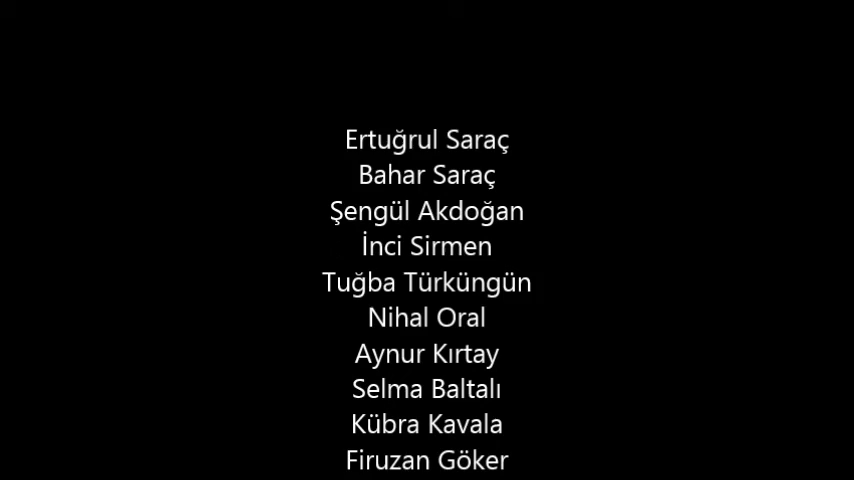 Ertuğrul Saraç
Bahar Saraç
Şengül Akdoğan
İnci Sirmen
Tuğba Türküngün
Nihal Oral
Aynur Kırtay
Selma Baltalı
Kübra Kavala
Firuzan Göker